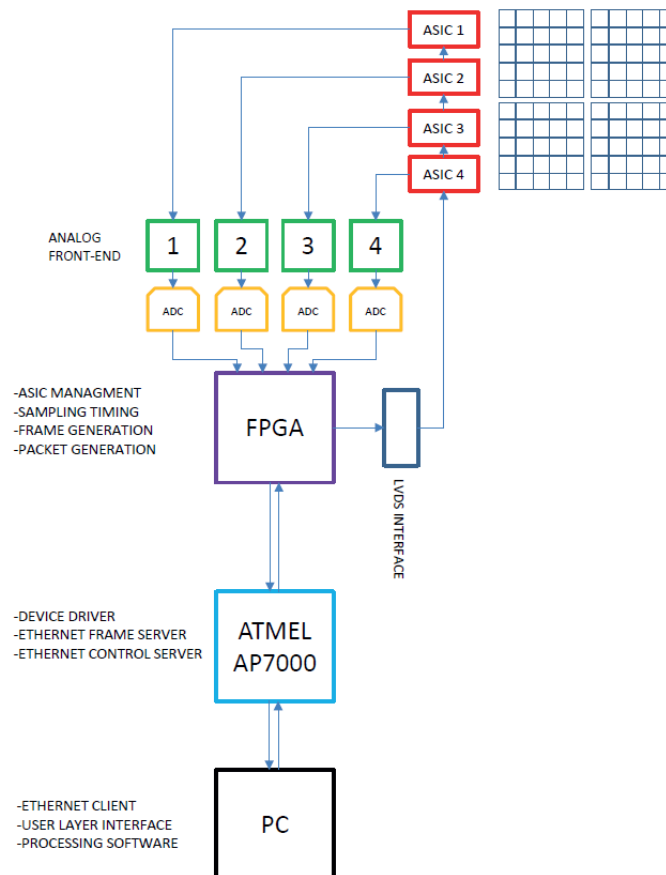 ASIC 1
ASIC 2
ASIC 3
ASIC 4
ANALOG
FRONT-END
1
2
3
4
ADC
ADC
ADC
ADC
-ASIC MANAGMENT
-SAMPLING TIMING
-FRAME GENERATION
-PACKET GENERATION
FPGA
LVDS INTERFACE
-DEVICE DRIVER
-ETHERNET FRAME SERVER
-ETHERNET CONTROL SERVER
ATMEL
AP7000
-ETHERNET CLIENT
-USER LAYER INTERFACE
-PROCESSING SOFTWARE
PC